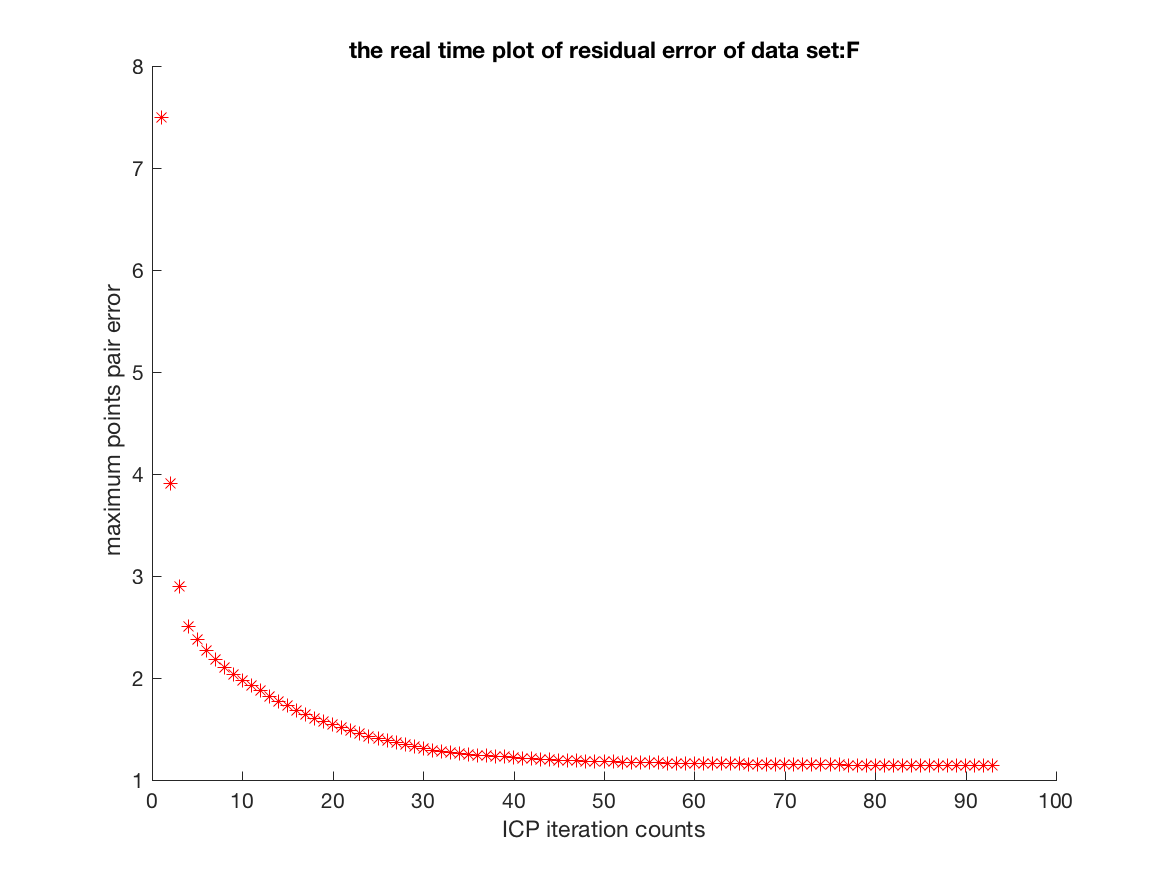 the real time plot of residual error of data set:F
8
7
6
5
4
3
2
1
maximum points pair error
0 10 20 30 40 50 60 70 80 90 100
ICP iteration counts